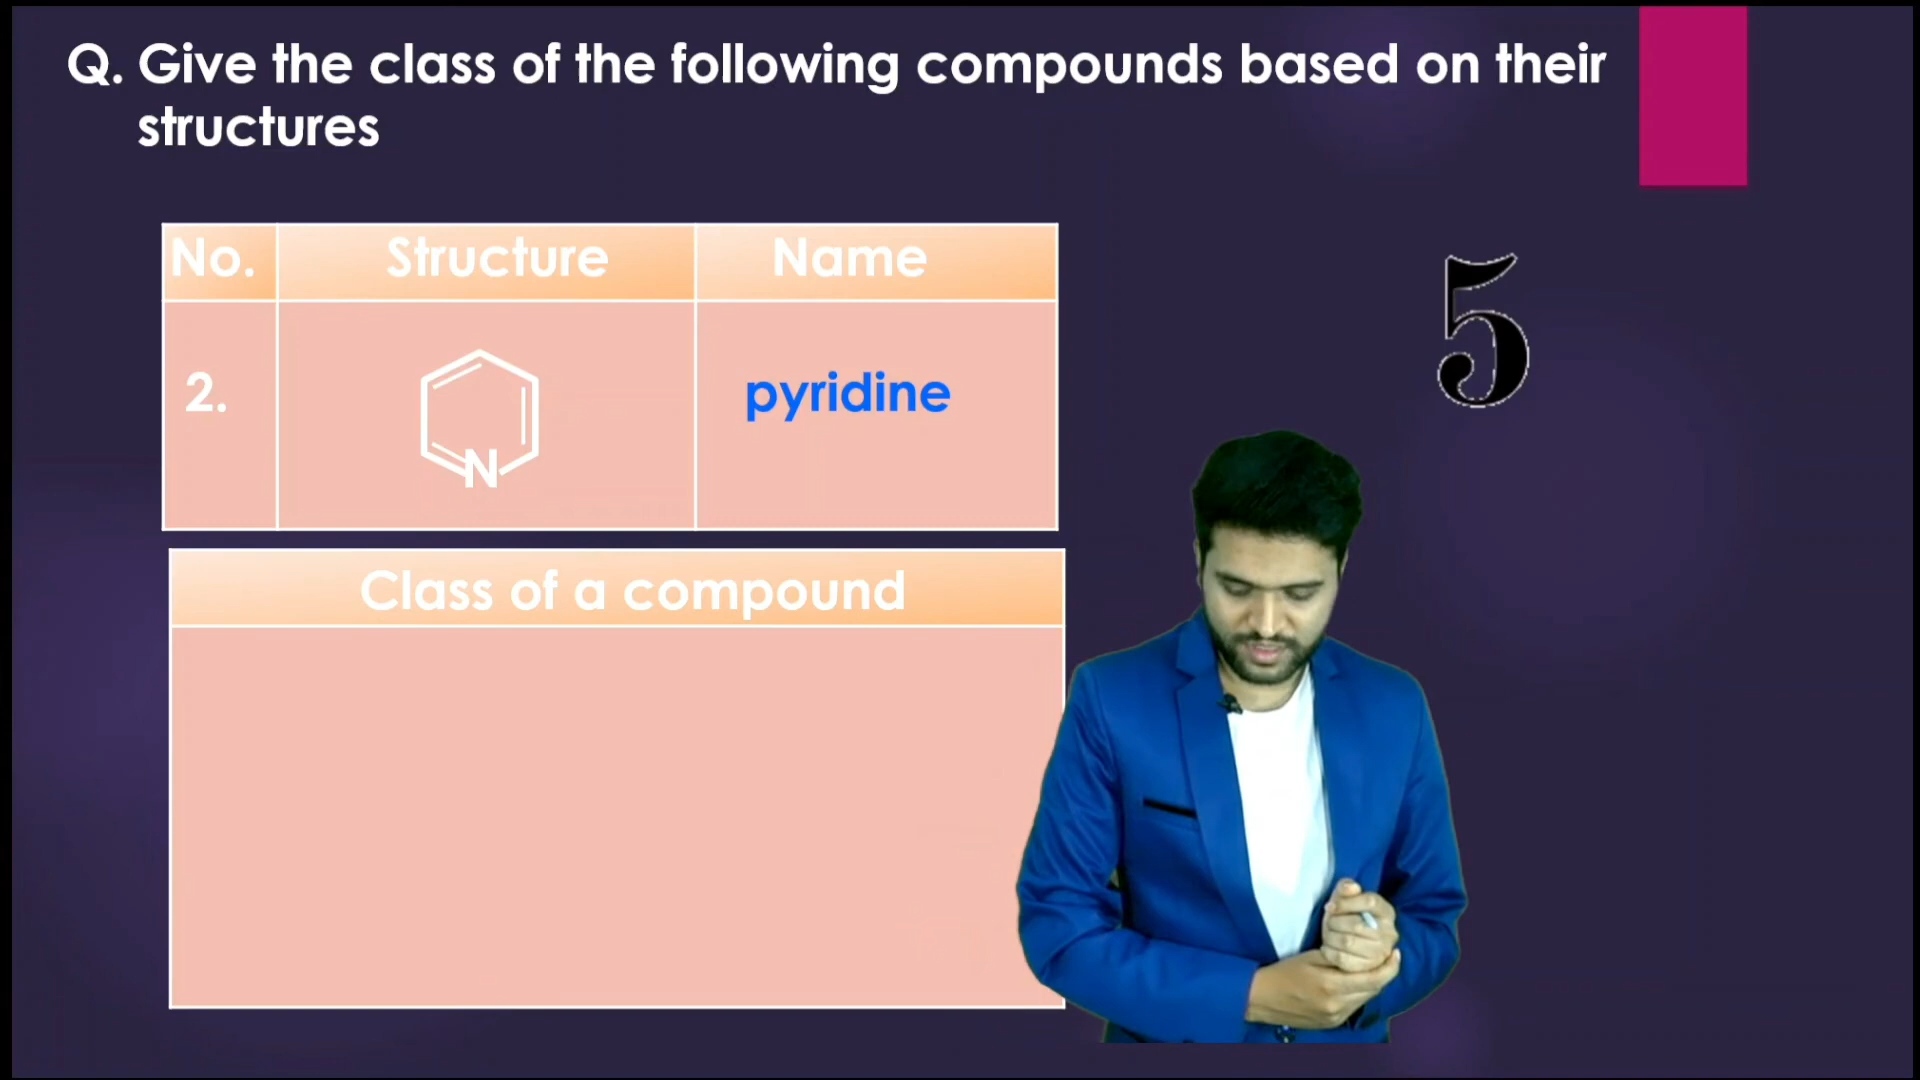 Q. Give the class of the following compounds based on their
structures
No. Structure Name
5
2. pyridine
N
Class of a compound